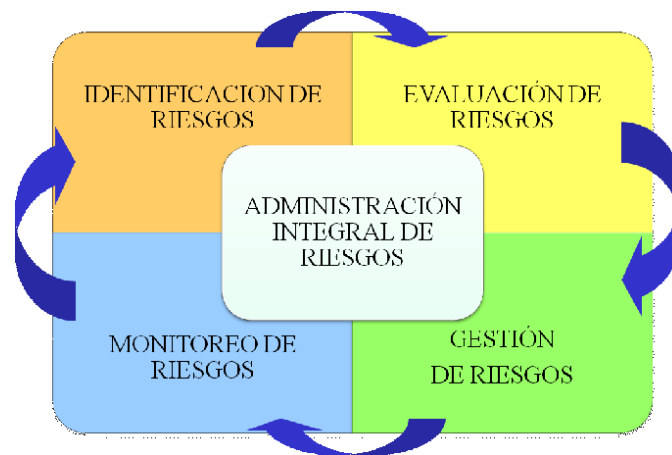 IDENTIFICACION DE
RIESGOS
EVALUACIÓN DE
RIESGOS
ADMINISTRACIÓN
INTEGRAL DE
RIESGOS
MONITOREO DE
RIESGOS
GESTIÓN
DE RIESGOS